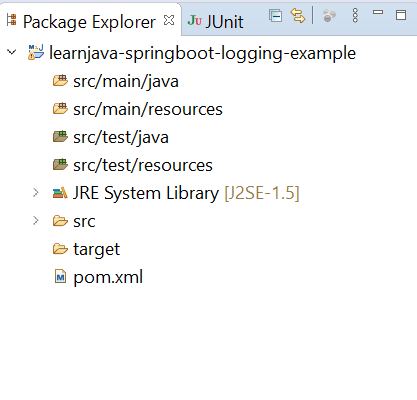 Package Explorer JUnit
learnjava-springboot-logging-example
src/main/java
src/main/resources
src/test/java
src/test/resources
JRE System Library [J2SE-1.5]
src
target
pom.xml